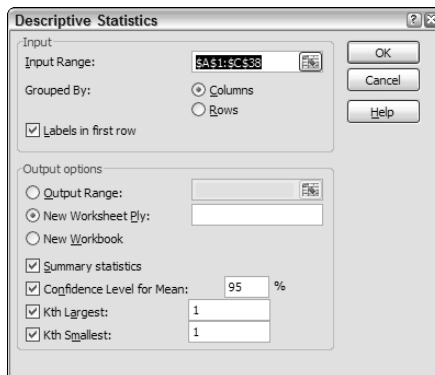 Descriptive Statistics
Input
Input Range: $A$1:$C$38
OK
Cancel
Help
Grouped By: Columns
Rows
Labels in first row
Output options
Output Range:
New Worksheet Ply:
New Workbook
Summary statistics
Confidence Level for Mean: 95 %
Kth Largest: 1
Kth Smallest: 1